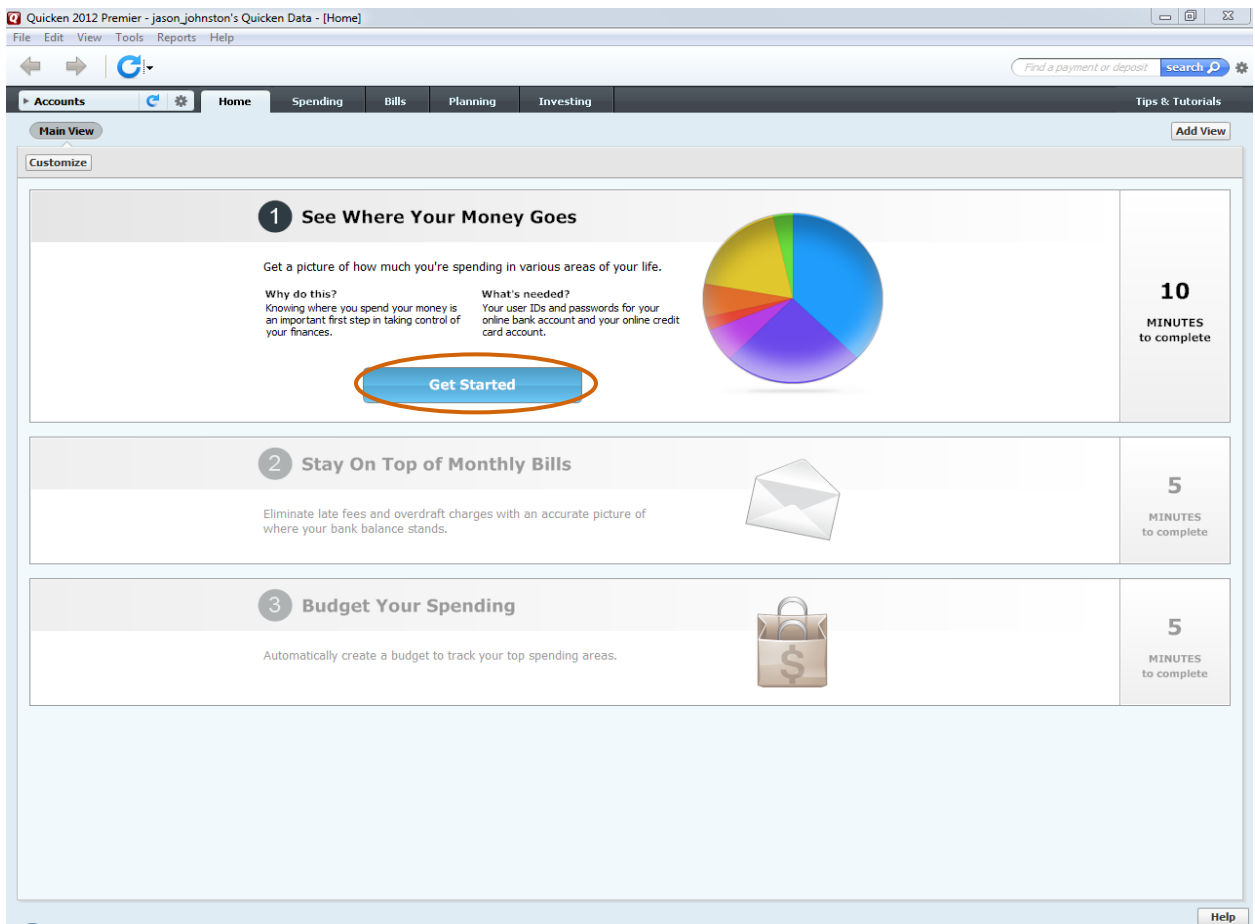 Quicken 2012 Premier - jason_johnston's Quicken Data - [Home]
File Edit View Tools Reports Help
Find a payment or deposit search
Accounts Home Spending Bills Planning Investing Tips & Tutorials
Main View Add View
Customize
1 See Where Your Money Goes
Get a picture of how much you're spending in various areas of your life.
Why do this?
Knowing where you spend your money is
an important first step in taking control of
your finances.
What's needed?
Your user IDs and passwords for your
online bank account and your online credit
card account.
Get Started
10
MINUTES
to complete
2 Stay On Top of Monthly Bills
Eliminate late fees and overdraft charges with an accurate picture of
where your bank balance stands.
5
MINUTES
to complete
3 Budget Your Spending
Automatically create a budget to track your top spending areas.
$
5
MINUTES
to complete
Help